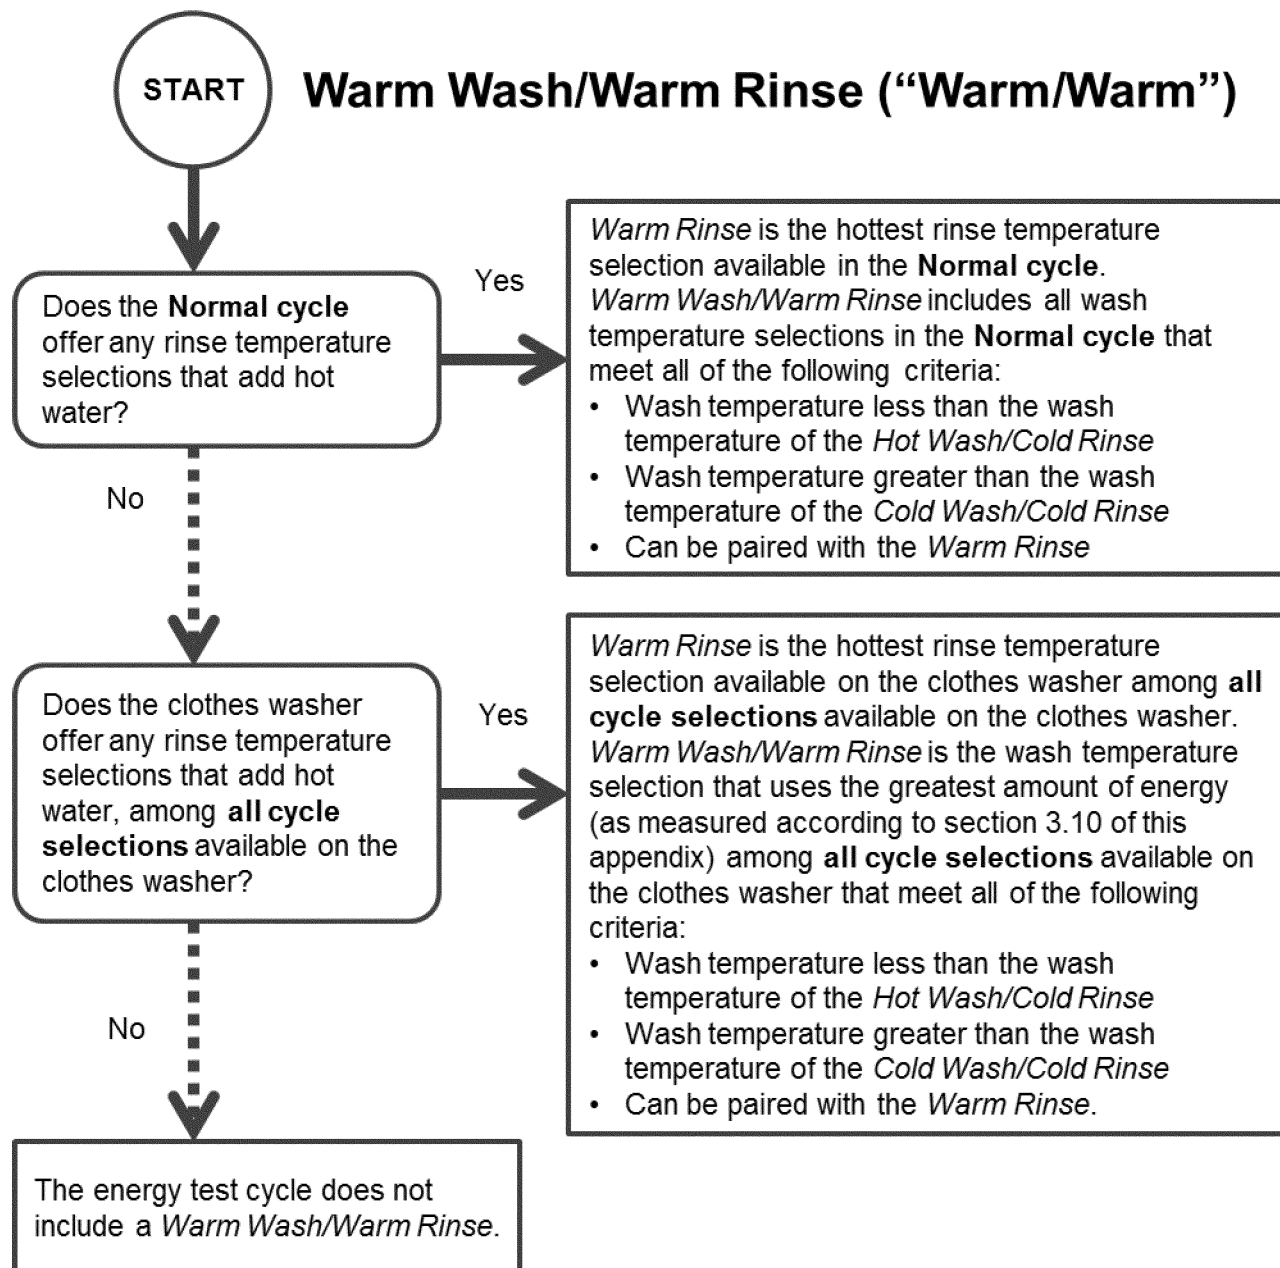 START
Warm Wash/Warm Rinse (“Warm/Warm”)
Does the Normal cycle
offer any rinse temperature
selections that add hot
water?
Yes
Warm Rinse is the hottest rinse temperature
selection available in the Normal cycle.
Warm Wash/Warm Rinse includes all wash
temperature selections in the Normal cycle that
meet all of the following criteria:
• Wash temperature less than the wash
temperature of the Hot Wash/Cold Rinse
• Wash temperature greater than the wash
temperature of the Cold Wash/Cold Rinse
• Can be paired with the Warm Rinse
No
Does the clothes washer
offer any rinse temperature
selections that add hot
water, among all cycle
selections available on the
clothes washer?
Yes
Warm Rinse is the hottest rinse temperature
selection available on the clothes washer among all
cycle selections available on the clothes washer.
Warm Wash/Warm Rinse is the wash temperature
selection that uses the greatest amount of energy
(as measured according to section 3.10 of this
appendix) among all cycle selections available on
the clothes washer that meet all of the following
criteria:
• Wash temperature less than the wash
temperature of the Hot Wash/Cold Rinse
• Wash temperature greater than the wash
temperature of the Cold Wash/Cold Rinse
• Can be paired with the Warm Rinse.
No
The energy test cycle does not
include a Warm Wash/Warm Rinse.